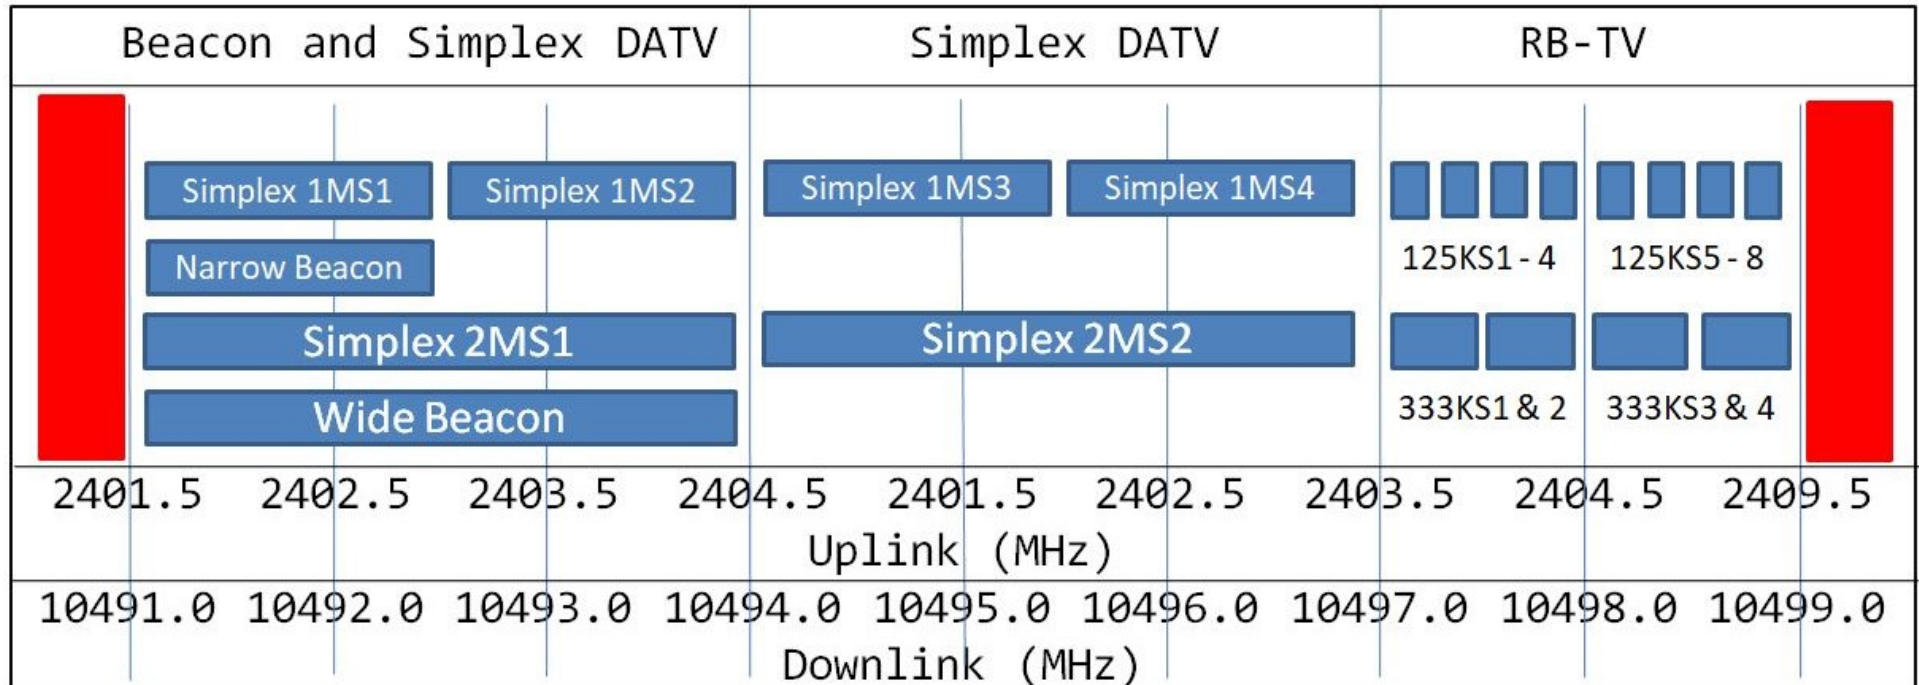 Beacon and Simplex DATV Simplex DATV RB-TV
Simplex 1MS1 Simplex 1MS2 Simplex 1MS3 Simplex 1MS4
Narrow Beacon 125KS1 - 4 125KS5 - 8
Simplex 2MS1 Simplex 2MS2
Wide Beacon 333KS1 & 2 333KS3 & 4
2401.5 2402.5 2403.5 2404.5 2401.5 2402.5 2403.5 2404.5 2409.5
Uplink (MHz)
10491.0 10492.0 10493.0 10494.0 10495.0 10496.0 10497.0 10498.0 10499.0
Downlink (MHz)